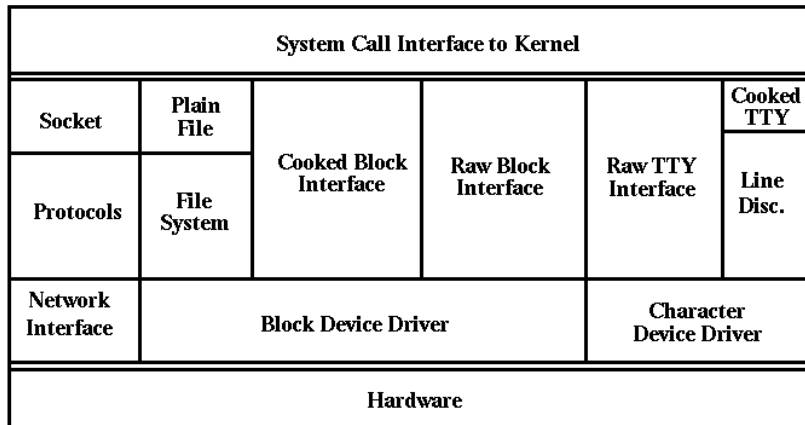 System Call Interface to Kernel
Socket
Plain
File
Cooked Block
Interface
Raw Block
Interface
Raw TTY
Interface
Cooked
TTY
Protocols
File
System
Line
Disc.
Network
Interface
Block Device Driver
Character
Device Driver
Hardware